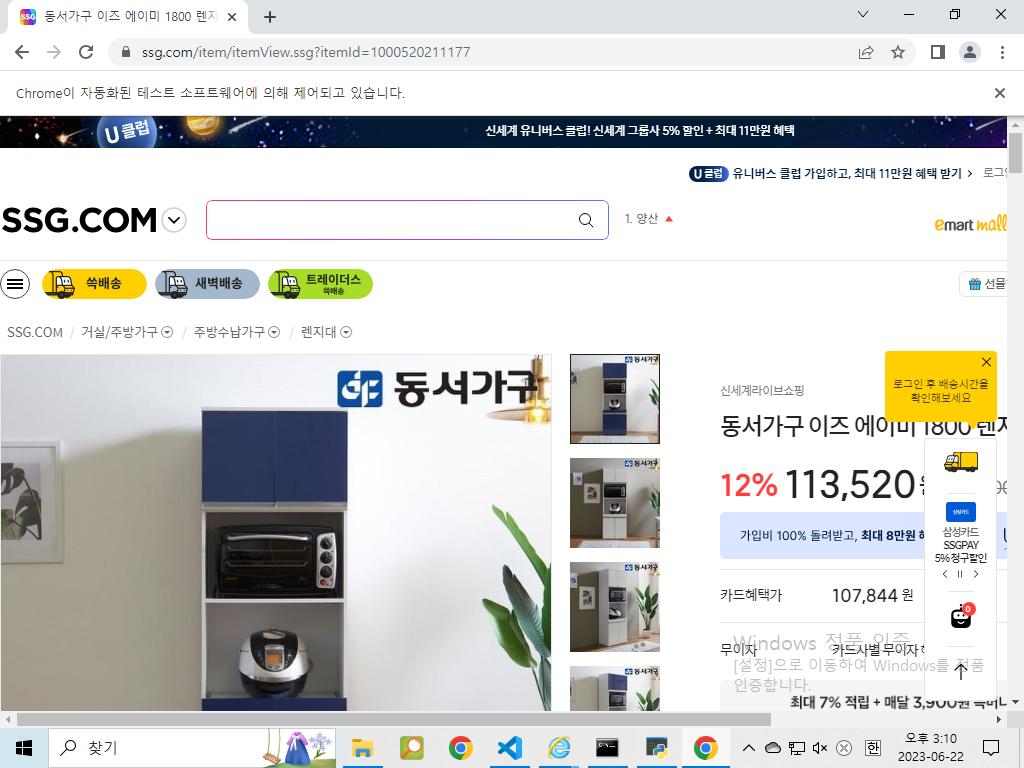 동서가구 이즈 에이미 1800 렌지
ssg.com/item/itemView.ssg?itemId=1000520211177
Chrome이 자동화된 테스트 소프트웨어에 의해 제어되고 있습니다.
U 클럽
신세계 유니버스 클럽! 신세계 그룹사 5% 할인 + 최대 11만원 혜택
U 클럽 유니버스 클럽 가입하고, 최대 11만원 혜택 받기
SSG.COM
1. 양산
emart mall
쓱배송
새벽배송
트레이더스
쓱배송
선물
SSG.COM / 거실/주방가구 / 주방수납가구 / 렌지대
동서가구
로그인 후 배송시간을
확인해보세요
신세계라이브쇼핑
동서가구 이즈 에이미 1800 렌지
12% 113,520
가입비 100% 돌려받고, 최대 8만원
삼성카드
삼성카드
SSGPAY
5% 청구할인
카드혜택가 107,844 원
0
무이자 카드사별 무이자
Windows 정품 인증
[설정]으로 이동하여 Windows를 정품
인증합니다.
최대 7% 적립 + 매달 3,900원
찾기
한
오후 3:10
2023-06-22